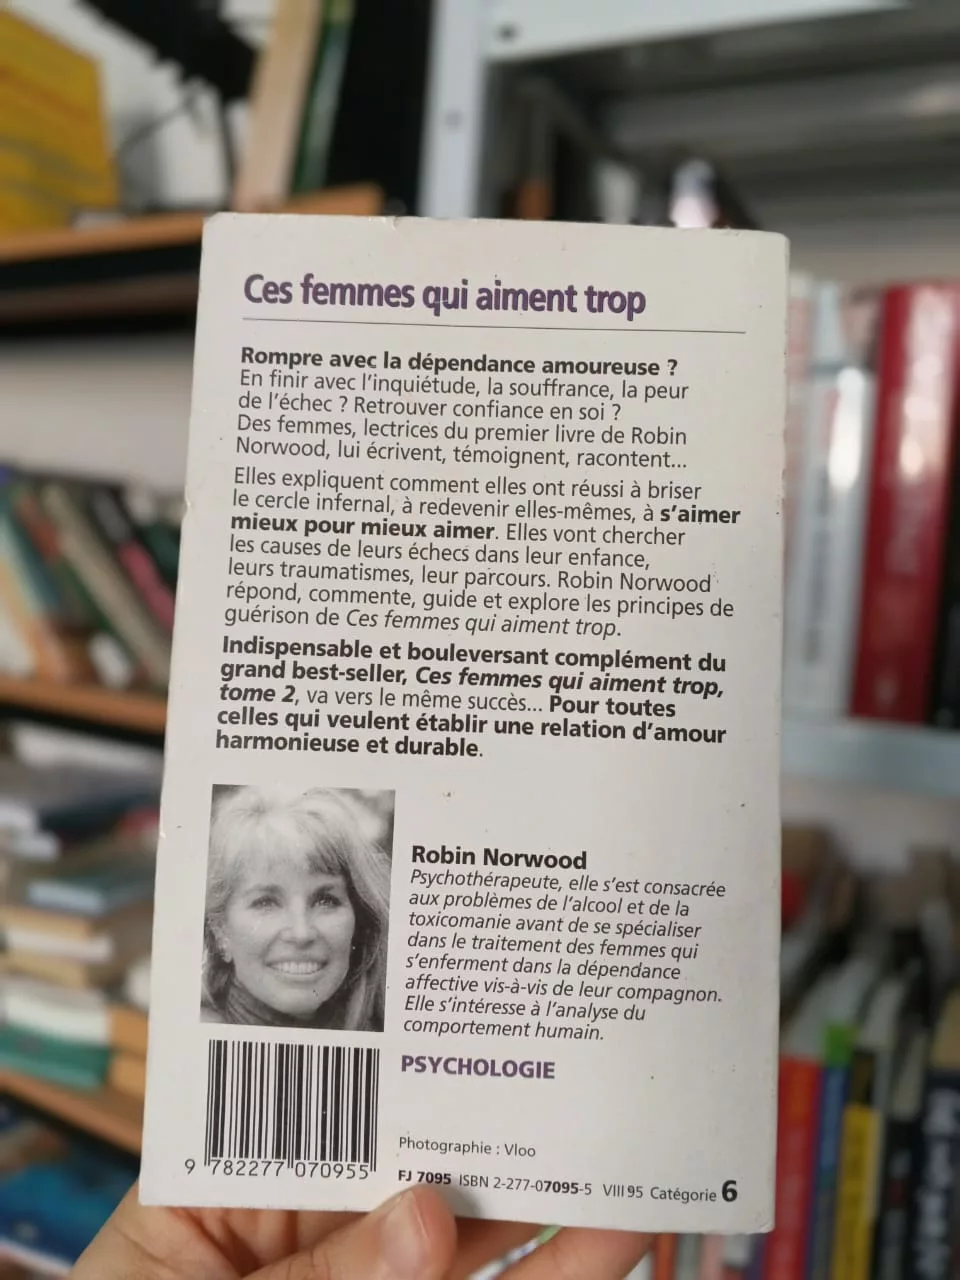 Ces femmes qui aiment trop
Rompre avec la dépendance amoureuse ?
En finir avec l'inquiétude, la souffrance, la peur
de l'échec ? Retrouver confiance en soi ?
Des femmes, lectrices du premier livre de Robin
Norwood, lui écrivent, témoignent, racontent...
Elles expliquent comment elles ont réussi à briser
le cercle infernal, à redevenir elles-mêmes, à s'aimer
mieux pour mieux aimer. Elles vont chercher
les causes de leurs échecs dans leur enfance,
leurs traumatismes, leur parcours. Robin Norwood
répond, commente, guide et explore les principes de
guérison de Ces femmes qui aiment trop.
Indispensable et bouleversant complément du
grand best-seller, Ces femmes qui aiment trop,
tome 2, va vers le même succès... Pour toutes
celles qui veulent établir une relation d'amour
harmonieuse et durable.
Robin Norwood
Psychothérapeute, elle s'est consacrée
aux problèmes de l'alcool et de la
toxicomanie avant de se spécialiser
dans le traitement des femmes qui
s'enferment dans la dépendance
affective vis-à-vis de leur compagnon.
Elle s'intéresse à l'analyse du
comportement humain.
PSYCHOLOGIE
9 782277 070955
Photographie : Vloo
FJ 7095 ISBN 2-277-07095-5 VIII 95 Catégorie 6